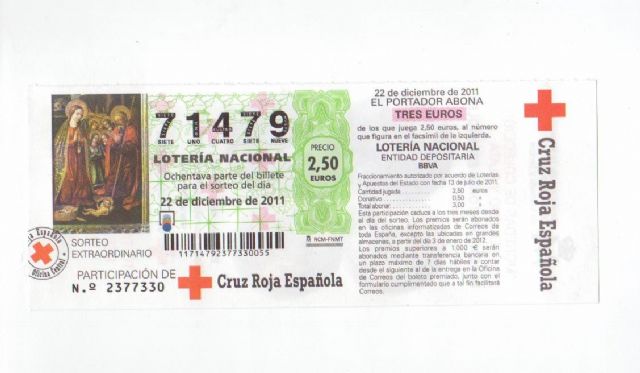 71479
SIETE UNO CUATRO SIETE NUEVE
LOTERÍA NACIONAL
Ochentava parte del billete
para el sorteo del día
22 de diciembre de 2011
PRECIO
2,50
EUROS
RCM-FNMT
11714792377330055
SORTEO
EXTRAORDINARIO
PARTICIPACIÓN DE
N.º 2377330
Cruz Roja Española
22 de diciembre de 2011
EL PORTADOR ABONA
TRES EUROS
de los que juega 2,50 euros, al número
que figura en el facsímil de la izquierda.
LOTERÍA NACIONAL
ENTIDAD DEPOSITARIA
BBVA
Fraccionamiento autorizado por acuerdo de Loterías
y Apuestas del Estado con fecha 13 de julio de 2011.
Cantidad jugada 2,50 euros
Donativo 0,50 »
Total abonar 3,00 »
Esta participación caduca a los tres meses a partir
del día del sorteo. Los premios serán abonados
en las oficinas informatizadas de Correos de
toda España, excepto las ubicadas en grandes
almacenes, a partir del día 3 de enero de 2012.
Los premios superiores a 1.000 € serán
abonados mediante transferencia bancaria en
un plazo máximo de 7 días hábiles a contar
desde el siguiente al de la entrega en la Oficina
de Correos del boleto premiado, junto con el
formulario cumplimentado que a tal fin facilitará
Correos.
Cruz Roja Española